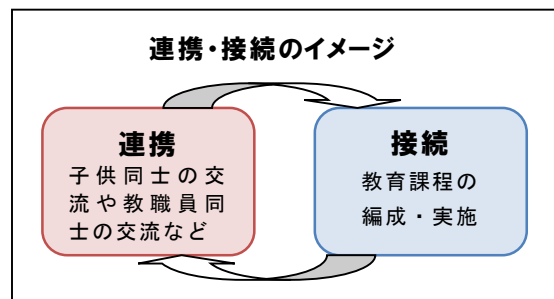 連携・接続のイメージ
連携
子供同士の交
流や教職員同
士の交流など
接続
教育課程の
編成・実施